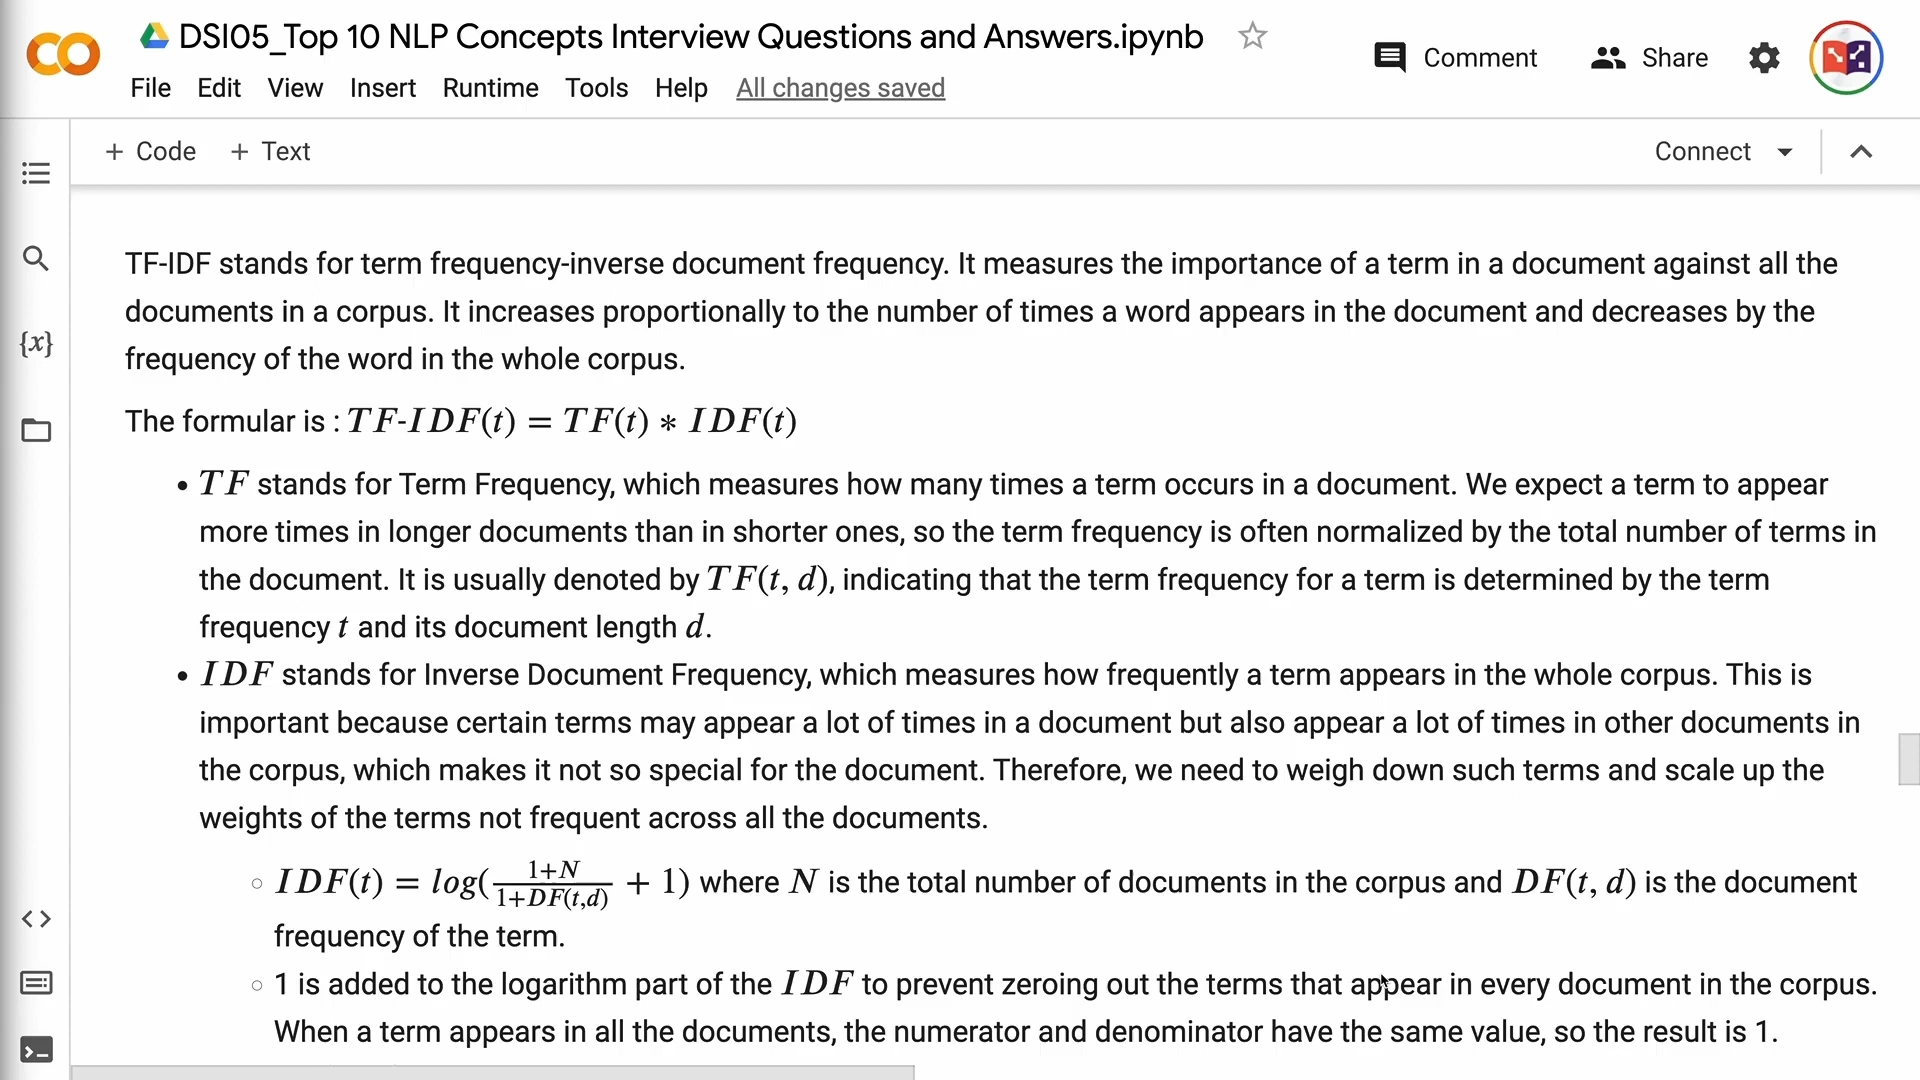 DSI05_Top 10 NLP Concepts Interview Questions and Answers.ipynb
Comment
Share
File Edit View Insert Runtime Tools Help All changes saved
+ Code + Text
Connect
TF-IDF stands for term frequency-inverse document frequency. It measures the importance of a term in a document against all the
documents in a corpus. It increases proportionally to the number of times a word appears in the document and decreases by the
frequency of the word in the whole corpus.
{x}
The formular is : TF-IDF(t) = TF(t) * IDF(t)
• TF stands for Term Frequency, which measures how many times a term occurs in a document. We expect a term to appear
more times in longer documents than in shorter ones, so the term frequency is often normalized by the total number of terms in
the document. It is usually denoted by TF(t, d), indicating that the term frequency for a term is determined by the term
frequency t and its document length d.
• IDF stands for Inverse Document Frequency, which measures how frequently a term appears in the whole corpus. This is
important because certain terms may appear a lot of times in a document but also appear a lot of times in other documents in
the corpus, which makes it not so special for the document. Therefore, we need to weigh down such terms and scale up the
weights of the terms not frequent across all the documents.
◦ IDF(t) = log(\frac{1+N}{1+DF(t,d)} + 1) where N is the total number of documents in the corpus and DF(t, d) is the document
frequency of the term.
◦ 1 is added to the logarithm part of the IDF to prevent zeroing out the terms that appear in every document in the corpus.
When a term appears in all the documents, the numerator and denominator have the same value, so the result is 1.